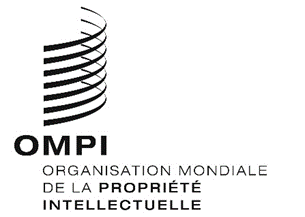 OMPI
ORGANISATION MONDIALE
DE LA PROPRIÉTÉ
INTELLECTUELLE